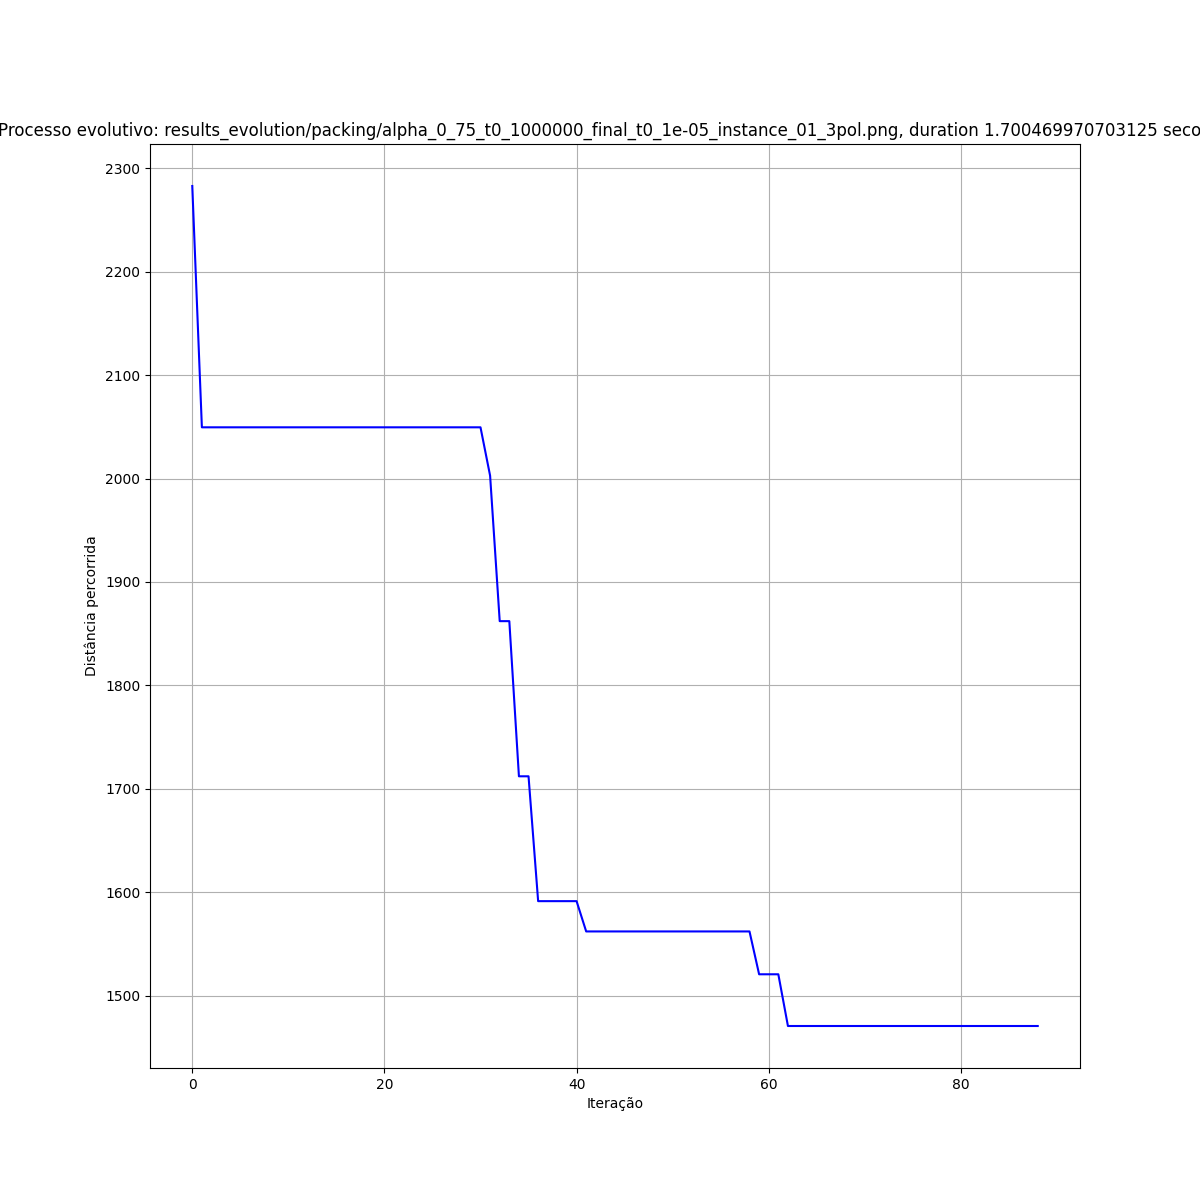 Processo evolutivo: results_evolution/packing/alpha_0_75_t0_1000000_final_t0_1e-05_instance_01_3pol.png, duration 1.700469970703125 seco
2300
2200
2100
2000
1900
1800
1700
1600
1500
Distância percorrida
0 20 40 60 80
Iteração